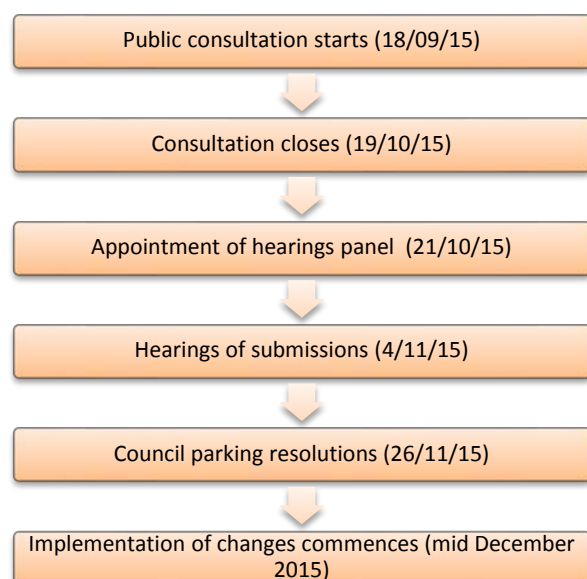 Public consultation starts (18/09/15)
Consultation closes (19/10/15)
Appointment of hearings panel  (21/10/15)
Hearings of submissions (4/11/15)
Council parking resolutions (26/11/15)
Implementation of changes commences (mid December
2015)